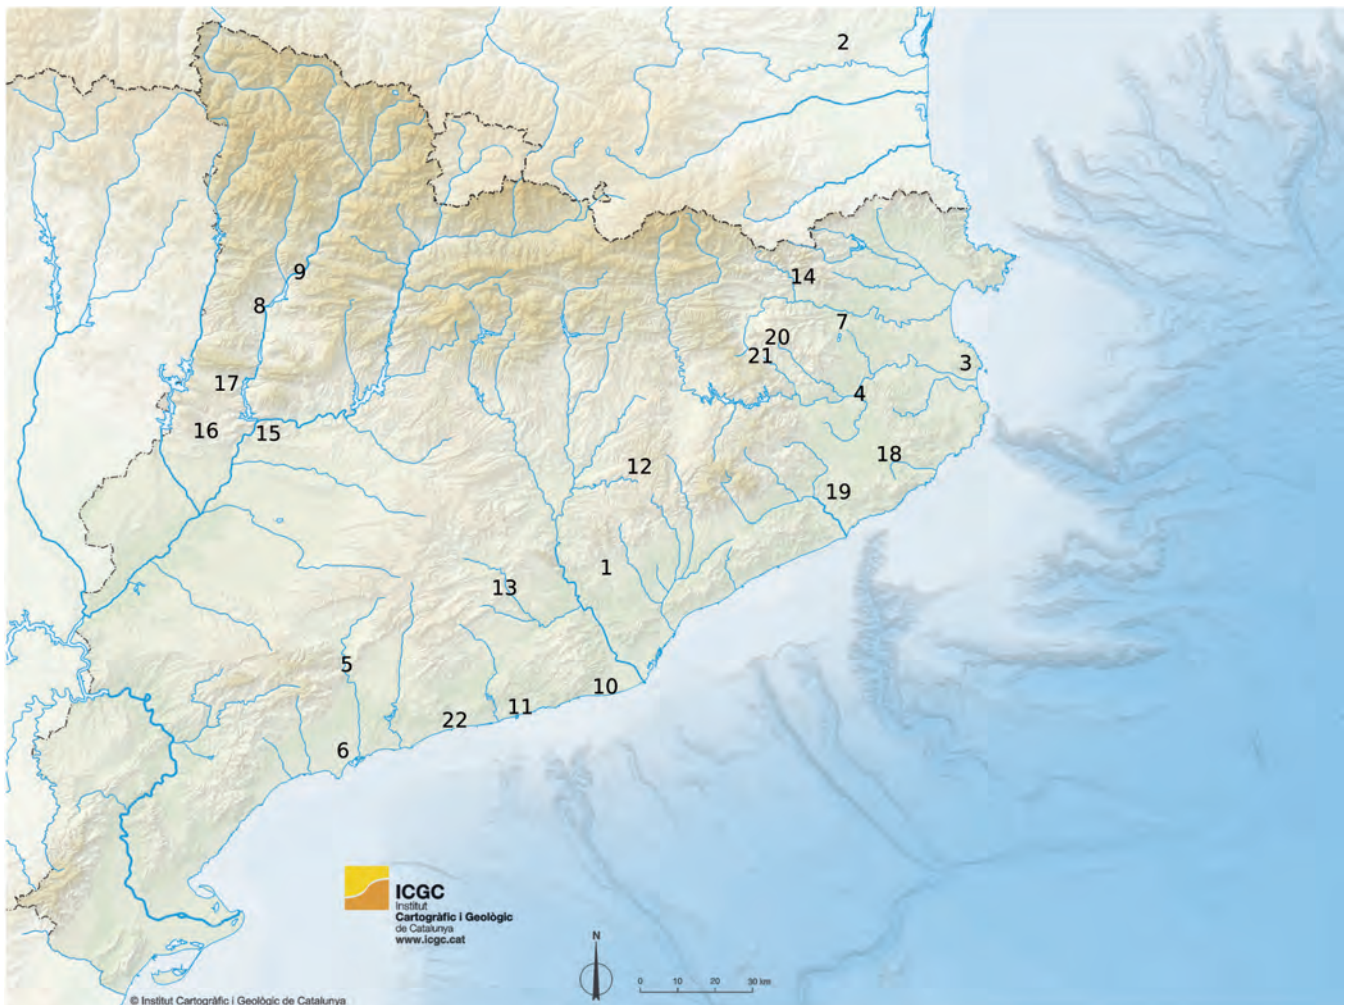 2
9
14
8
7
20
21
3
17
4
16
15
18
12
19
1
13
5
10
11
22
6
ICGC
Institut
Cartogràfic i Geològic
de Catalunya
www.icgc.cat
N
0 10 20 30 km
© Institut Cartogràfic i Geològic de Catalunya